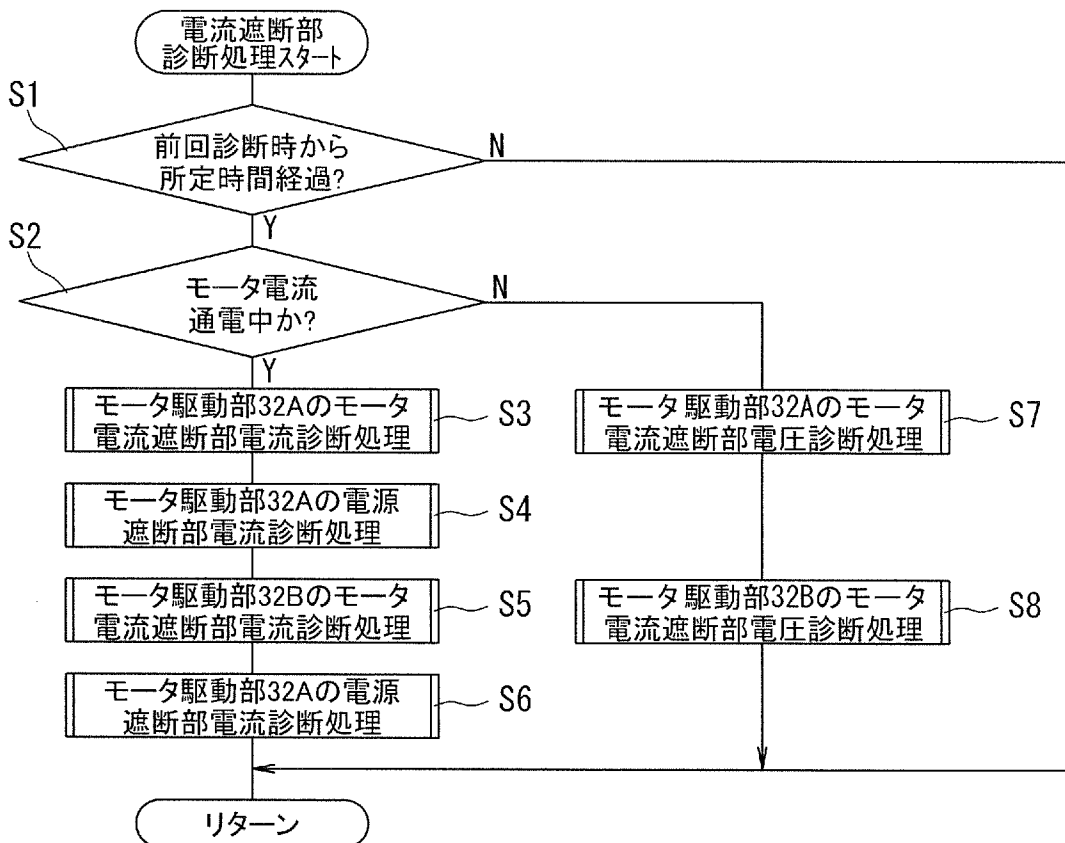 電流遮断部
診断処理スタート
S1
前回診断時から
所定時間経過?
N
Y
S2
モータ電流
通電中か?
N
Y
モータ駆動部32Aのモータ
電流遮断部電流診断処理
S3
モータ駆動部32Aのモータ
電流遮断部電圧診断処理
S7
モータ駆動部32Aの電源
遮断部電流診断処理
S4
モータ駆動部32Bのモータ
電流遮断部電流診断処理
S5
モータ駆動部32Bのモータ
電流遮断部電圧診断処理
S8
モータ駆動部32Aの電源
遮断部電流診断処理
S6
リターン